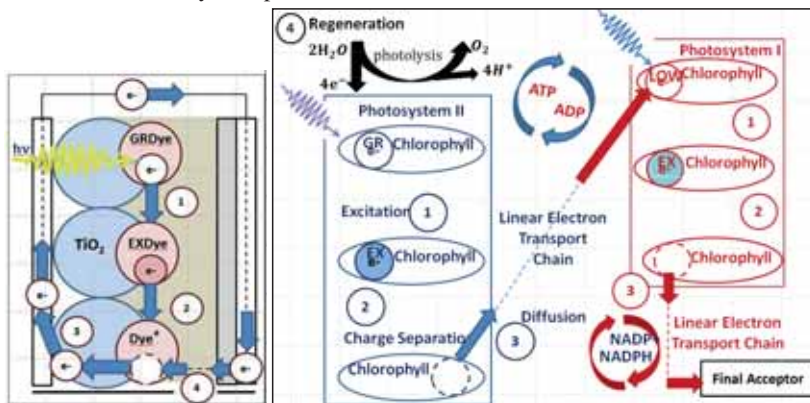 hν
e-
GRDye
e-
1
TiO2
EXDye
e-
e-
2
3
Dye+
e-
e-
4
4 Regeneration
2H2O
photolysis
O2
4H+
4e-
Photosystem II
GR Chlorophyll
e-
Excitation 1
EX Chlorophyll
e-
2
Charge Separatio
Chlorophyll
ATP
ADP
Linear Electron
Transport
Chain
Diffusion
3
Photosystem I
LOW Chlorophyll
1
EX Chlorophyll
e-
2
Chlorophyll
3
NADP
NADPH
Linear Electron
Transport Chain
Final Acceptor